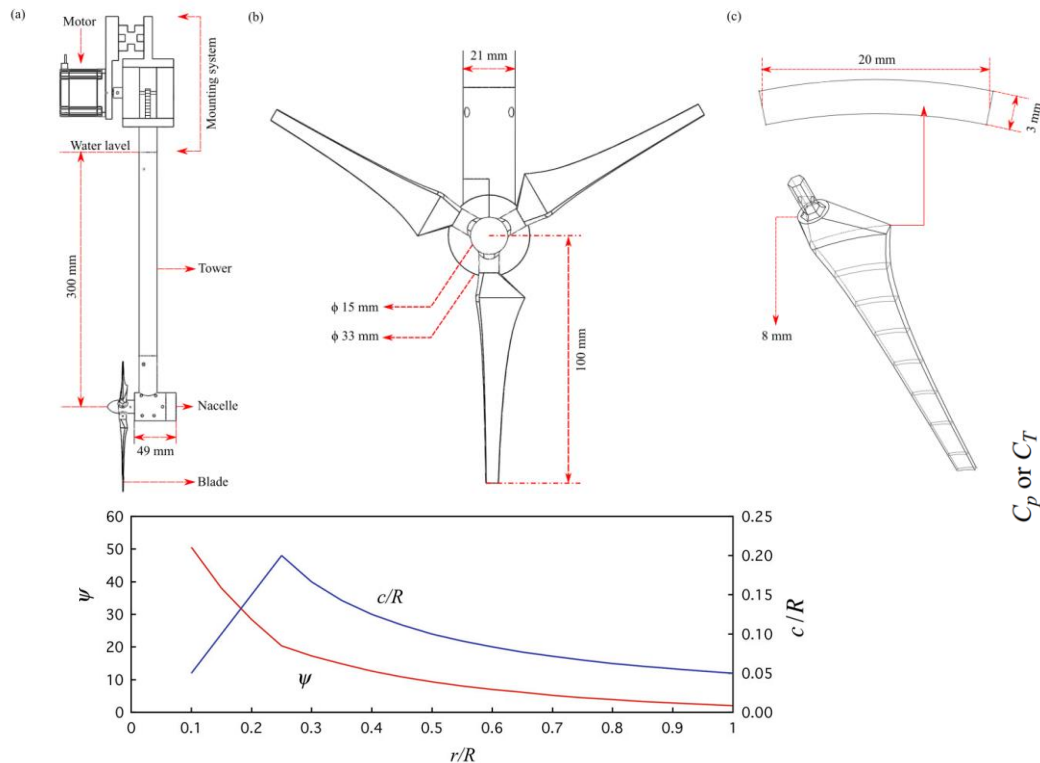 (a)
Motor
Mounting system
Water lavel
300 mm
Tower
Nacelle
49 mm
Blade
(b)
21 mm
ϕ 15 mm
ϕ 33 mm
100 mm
(c)
20 mm
3 mm
8 mm
C_p or C_T
60
50
40
30
20
10
0
ψ
c/R
ψ
0.25
0.20
0.15
0.10
0.05
0.00
c/R
0 0.1 0.2 0.3 0.4 0.5 0.6 0.7 0.8 0.9 1
r/R